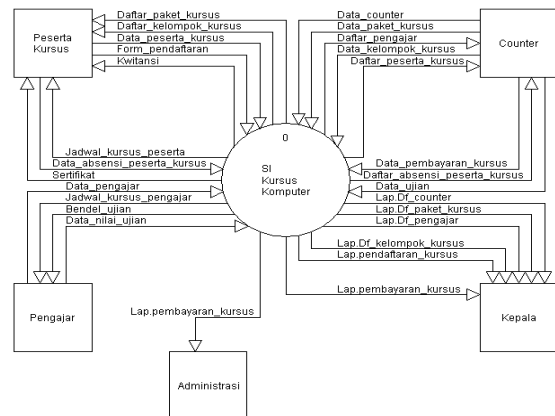 Daftar_paket_kursus
Daftar_kelompok_kursus
Data_peserta_kursus
Form_pendaftaran
Kwitansi
Peserta
Kursus
Data_counter
Data_paket_kursus
Daftar_pengajar
Data_kelompok_kursus
Daftar_peserta_kursus
Counter
0
SI
Kursus
Komputer
Jadwal_kursus_peserta
Data_absensi_peserta_kursus
Sertifikat
Data_pengajar
Jadwal_kursus_pengajar
Bendel_ujian
Data_nilai_ujian
Data_pembayaran_kursus
Daftar_absensi_peserta_kursus
Data_ujian
Lap.Df_counter
Lap.Df_paket_kursus
Lap.Df_pengajar
Lap.Df_kelompok_kursus
Lap.pendaftaran_kursus
Lap.pembayaran_kursus
Lap.pembayaran_kursus
Pengajar
Kepala
Administrasi